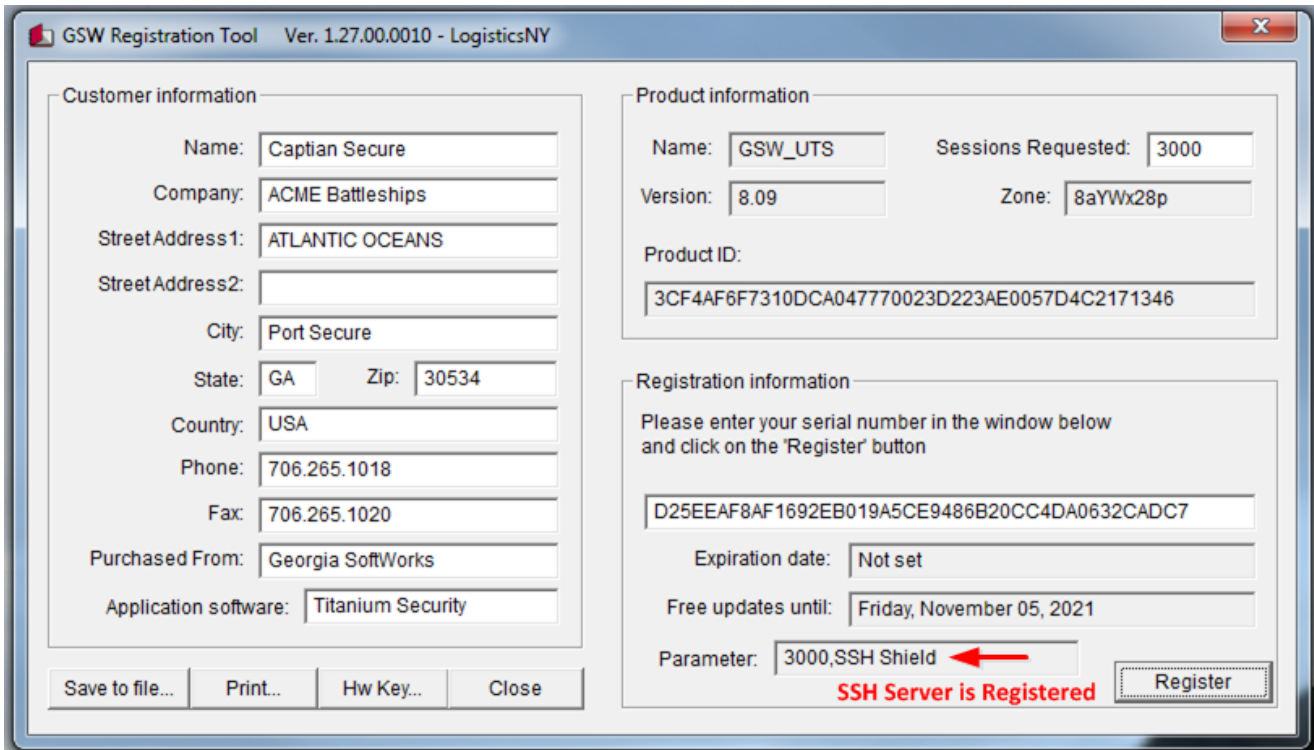 GSW Registration Tool Ver. 1.27.00.0010 - LogisticsNY
Customer information
Name: Captian Secure
Company: ACME Battleships
Street Address1: ATLANTIC OCEANS
Street Address2:
City: Port Secure
State: GA Zip: 30534
Country: USA
Phone: 706.265.1018
Fax: 706.265.1020
Purchased From: Georgia SoftWorks
Application software: Titanium Security
Save to file... Print... Hw Key... Close
Product information
Name: GSW_UTS Sessions Requested: 3000
Version: 8.09 Zone: 8aYWx28p
Product ID:
3CF4AF6F7310DCA047770023D223AE0057D4C2171346
Registration information
Please enter your serial number in the window below
and click on the 'Register' button
D25EEAF8AF1692EB019A5CE9486B20CC4DA0632CADC7
Expiration date: Not set
Free updates until: Friday, November 05, 2021
Parameter: 3000,SSH Shield
SSH Server is Registered
Register